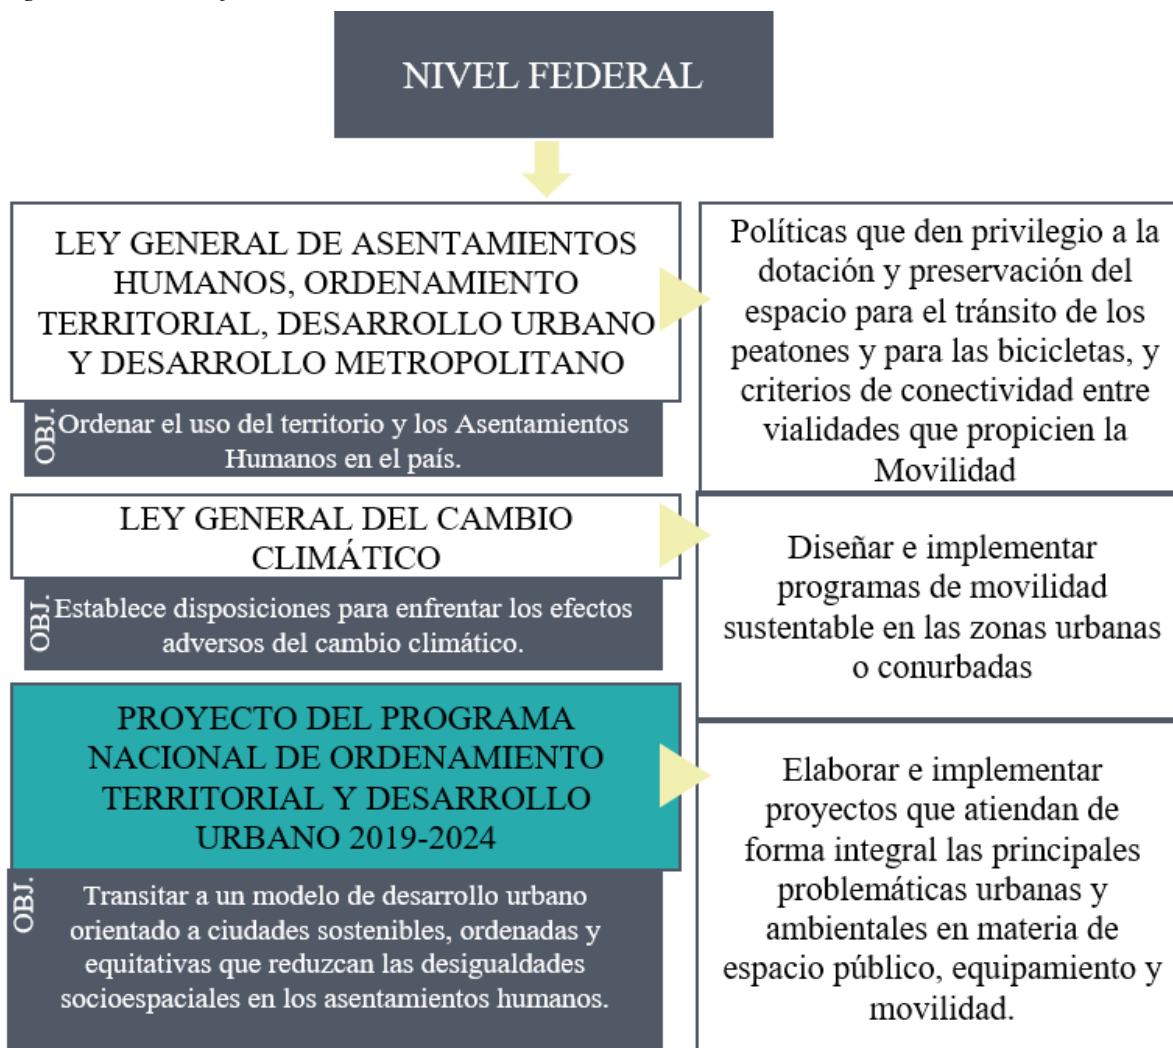 NIVEL FEDERAL
LEY GENERAL DE ASENTAMIENTOS
HUMANOS, ORDENAMIENTO
TERRITORIAL, DESARROLLO URBANO
Y DESARROLLO METROPOLITANO
OBJ.
Ordenar el uso del territorio y los Asentamientos
Humanos en el país.
Políticas que den privilegio a la
dotación y preservación del
espacio para el tránsito de los
peatones y para las bicicletas, y
criterios de conectividad entre
vialidades que propicien la
Movilidad
LEY GENERAL DEL CAMBIO
CLIMÁTICO
OBJ.
Establece disposiciones para enfrentar los efectos
adversos del cambio climático.
Diseñar e implementar
programas de movilidad
sustentable en las zonas urbanas
o conurbadas
PROYECTO DEL PROGRAMA
NACIONAL DE ORDENAMIENTO
TERRITORIAL Y DESARROLLO
URBANO 2019-2024
OBJ.
Transitar a un modelo de desarrollo urbano
orientado a ciudades sostenibles, ordenadas y
equitativas que reduzcan las desigualdades
socioespaciales en los asentamientos humanos.
Elaborar e implementar
proyectos que atiendan de
forma integral las principales
problemáticas urbanas y
ambientales en materia de
espacio público, equipamiento y
movilidad.